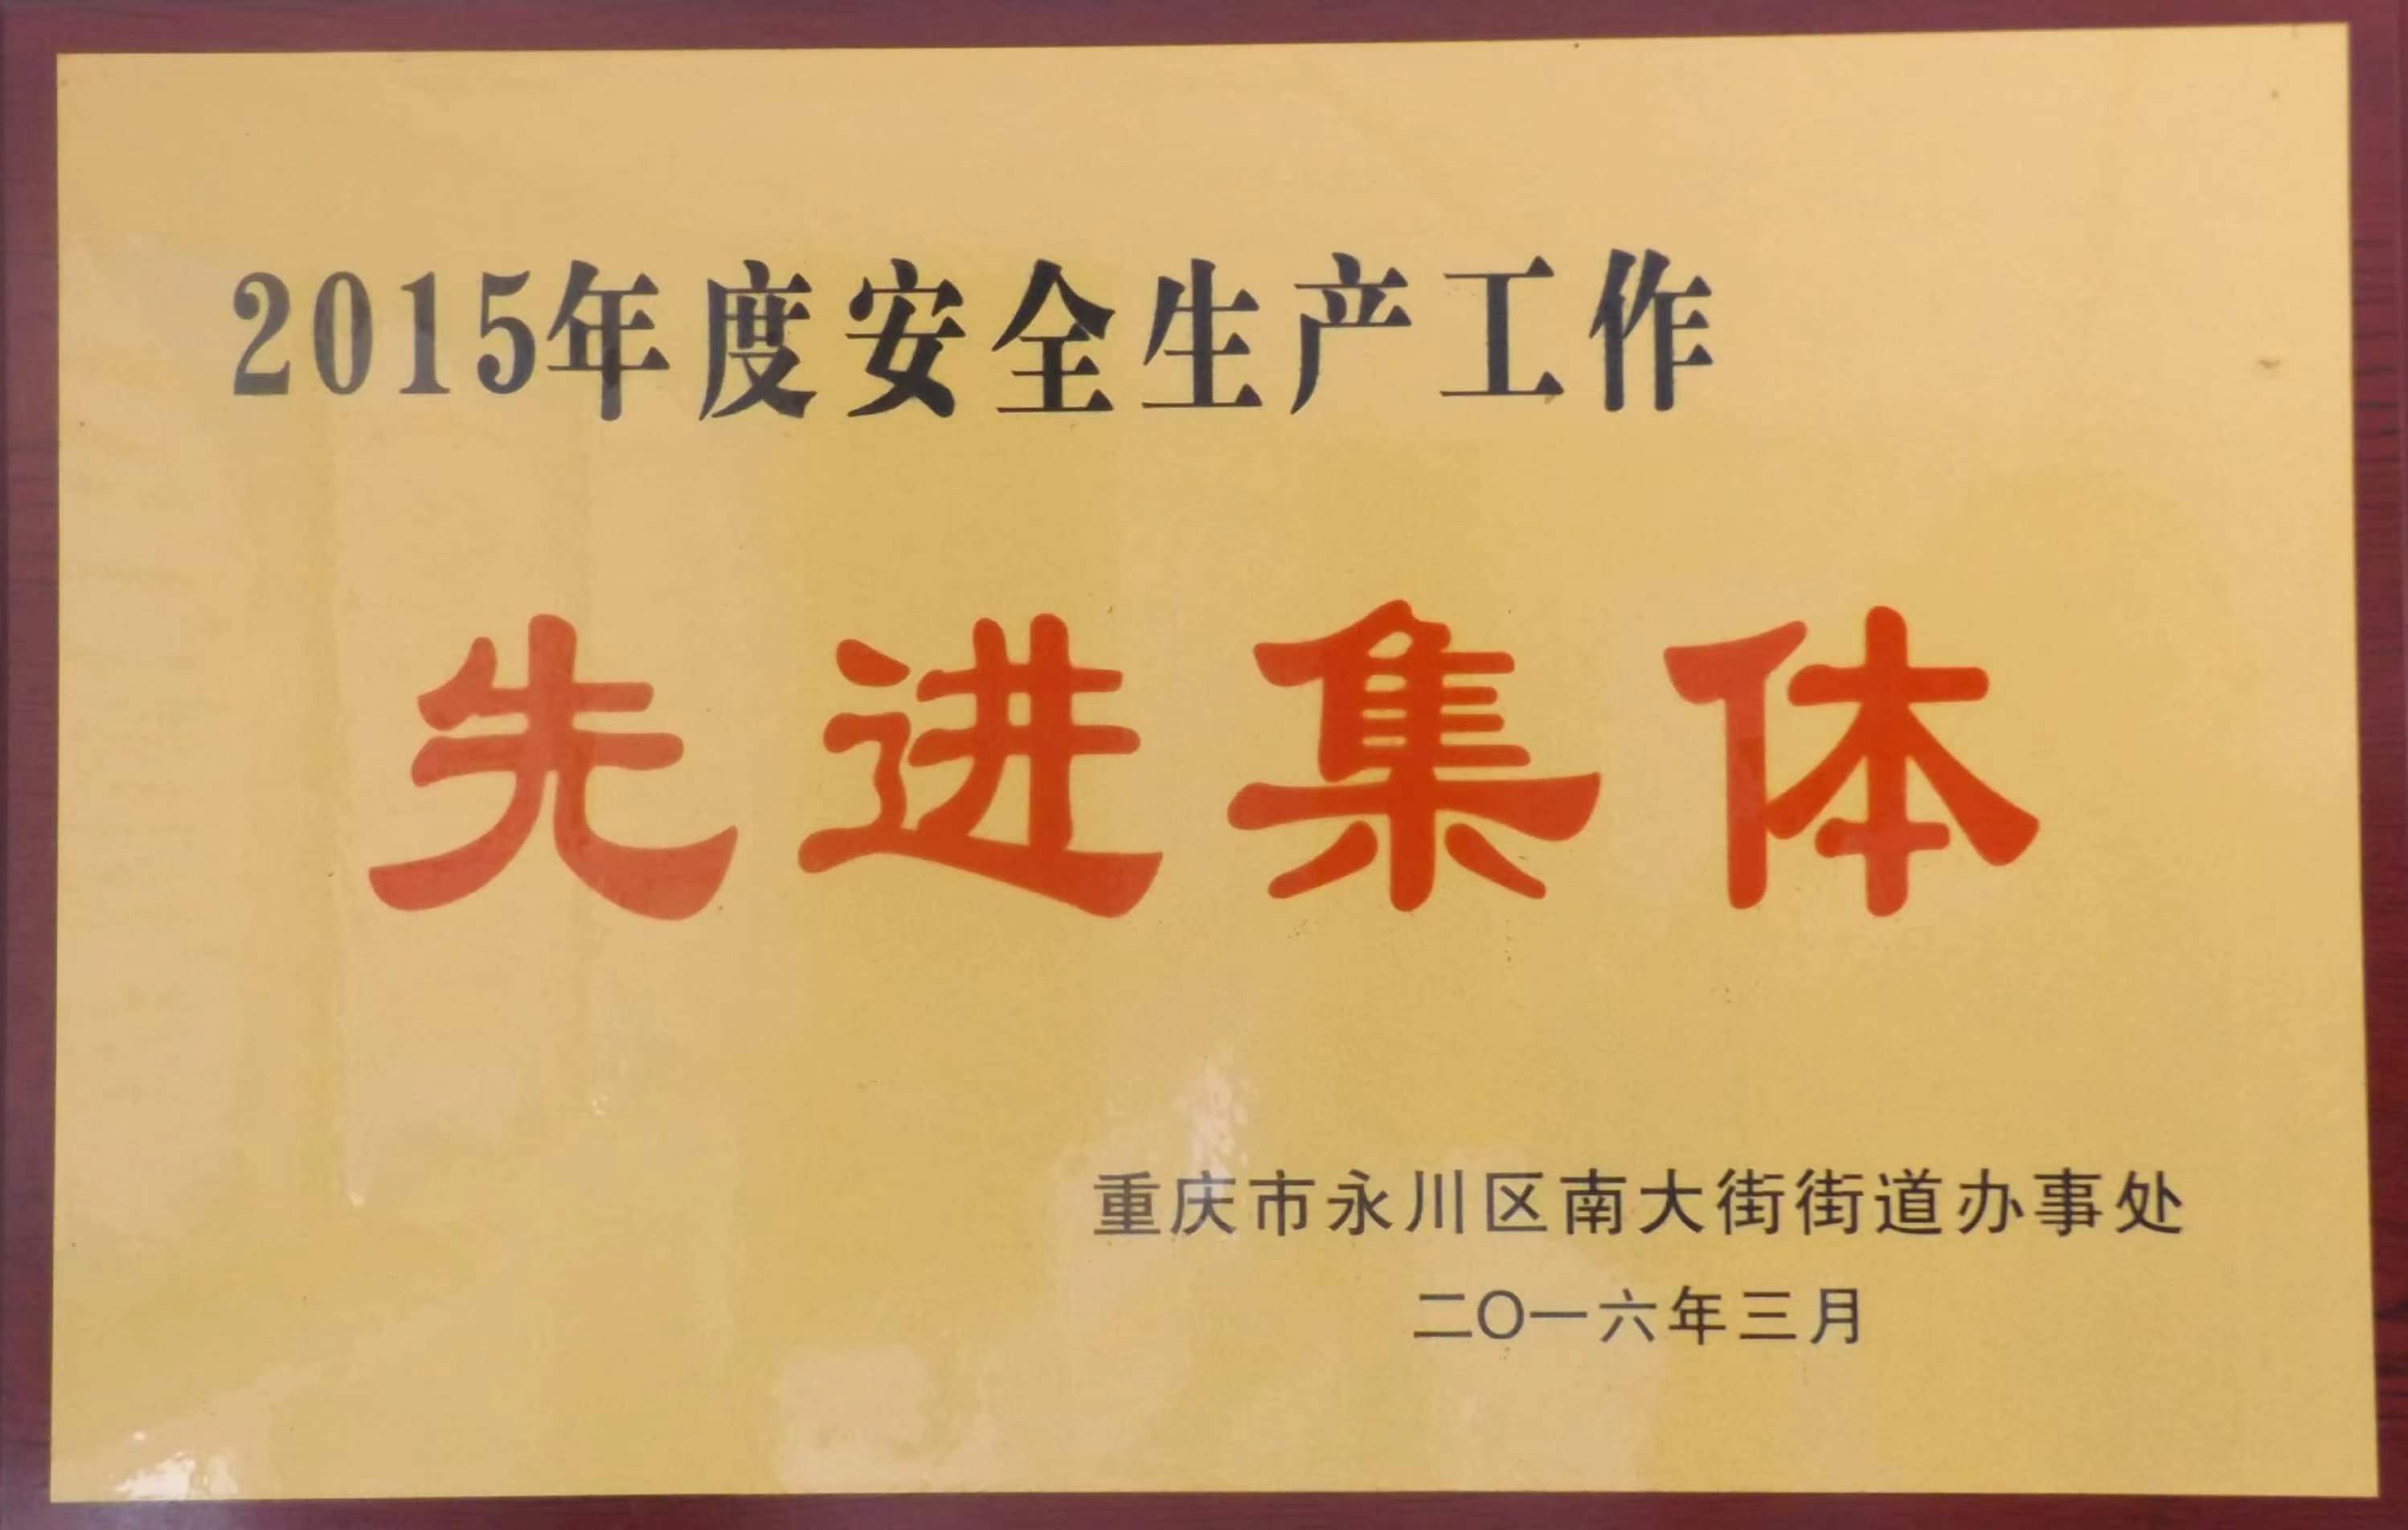 2015年度安全生产工作
先进集体
重庆市永川区南大街街道办事处
二〇一六年三月